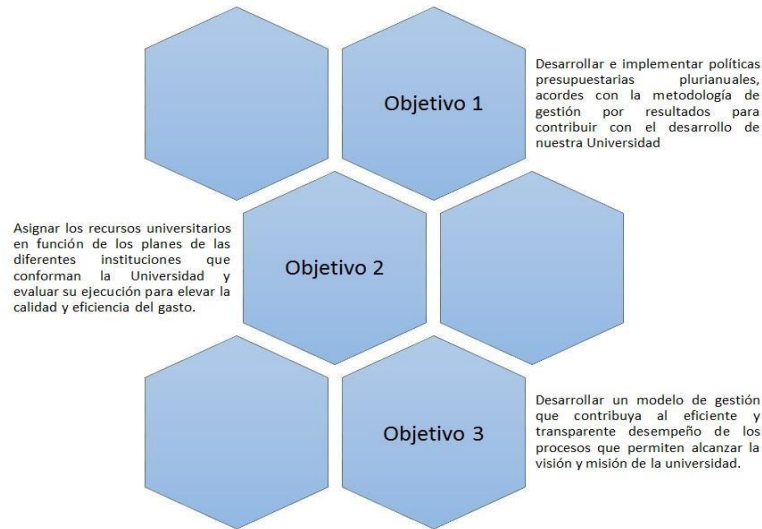 Objetivo 1
Desarrollar e implementar políticas
presupuestarias plurianuales,
acordes con la metodología de
gestión por resultados para
contribuir con el desarrollo de
nuestra Universidad
Asignar los recursos universitarios
en función de los planes de las
diferentes instituciones que
conforman la Universidad y
evaluar su ejecución para elevar la
calidad y eficiencia del gasto.
Objetivo 2
Objetivo 3
Desarrollar un modelo de gestión
que contribuya al eficiente y
transparente desempeño de los
procesos que permiten alcanzar la
visión y misión de la universidad.